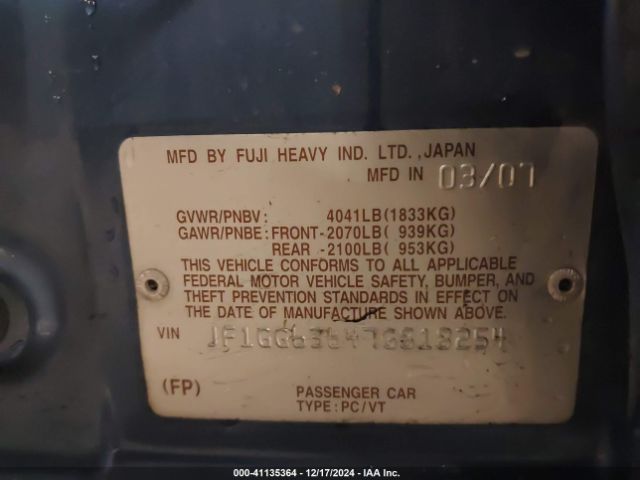 MFD BY FUJI HEAVY IND. LTD., JAPAN
MFD IN 03/07
GVWR/PNBV: 4041LB(1833KG)
GAWR/PNBE: FRONT-2070LB( 939KG)
REAR -2100LB( 953KG)
THIS VEHICLE CONFORMS TO ALL APPLICABLE
FEDERAL MOTOR VEHICLE SAFETY, BUMPER, AND
THEFT PREVENTION STANDARDS IN EFFECT ON
THE DATE OF MANUFACTURE SHOWN ABOVE.
VIN JF1GG63647G818254
(FP) PASSENGER CAR
TYPE: PC/VT
000-41135364 - 12/17/2024 - IAA Inc.